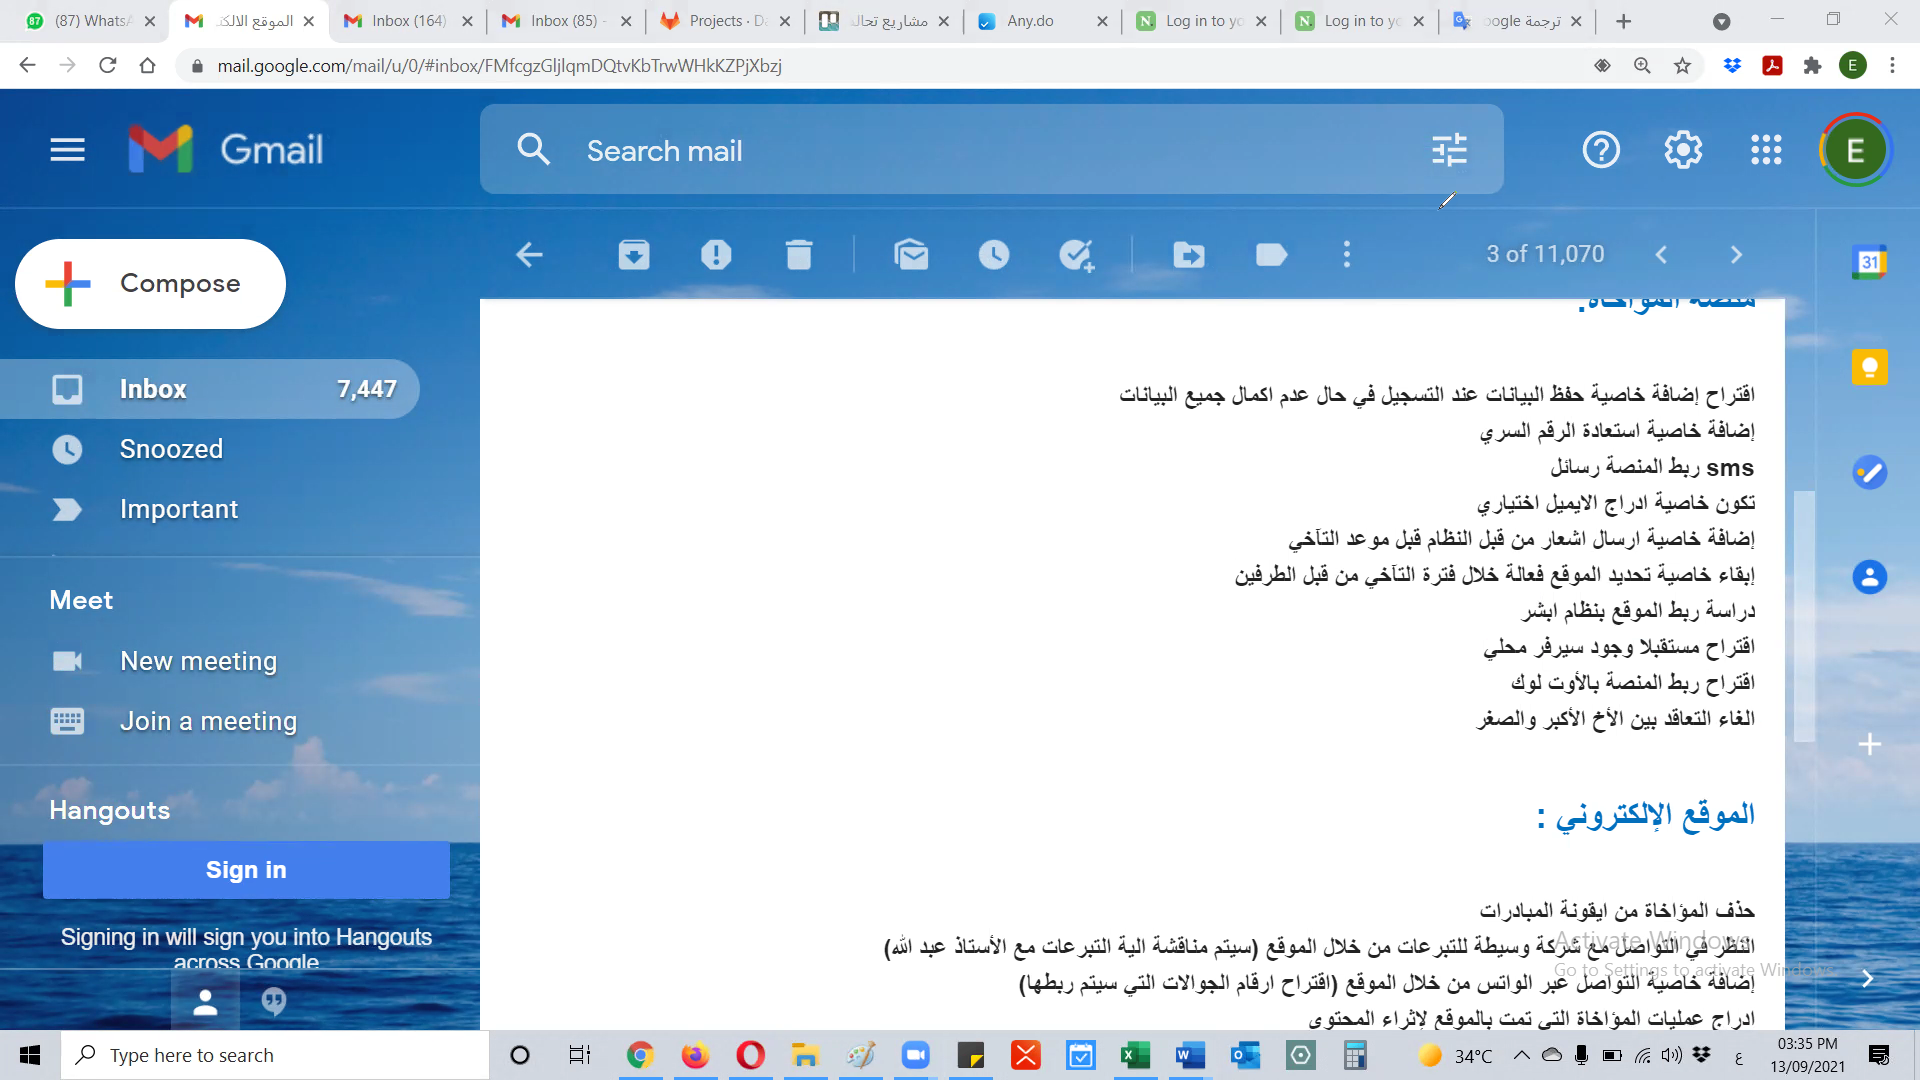 (87) WhatsA
الموقع الالكتر
Inbox (164)
Inbox (85) -
Projects · Da
مشاريع تحالف
Any.do
Log in to yo
Log in to yo
ترجمة oogle
mail.google.com/mail/u/0/#inbox/FMfcgzGljlqmDQtvKbTrwWHkKZPjXbzj
E
Gmail
Search mail
E
Compose
3 of 11,070
31
Inbox 7,447
Snoozed
Important
Meet
New meeting
Join a meeting
Hangouts
Sign in
Signing in will sign you into Hangouts
across Google
منصة المؤاخاة:
اقتراح إضافة خاصية حفظ البيانات عند التسجيل في حال عدم اكمال جميع البيانات
إضافة خاصية استعادة الرقم السري
sms ربط المنصة رسائل
تكون خاصية ادراج الايميل اختياري
إضافة خاصية ارسال اشعار من قبل النظام قبل موعد التآخي
إبقاء خاصية تحديد الموقع فعالة خلال فترة التآخي من قبل الطرفين
دراسة ربط الموقع بنظام ابشر
اقتراح مستقبلا وجود سيرفر محلي
اقتراح ربط المنصة بالأوت لوك
الغاء التعاقد بين الأخ الأكبر والصغر
الموقع الإلكتروني :
حذف المؤاخاة من ايقونة المبادرات
النظر في التواصل مع شركة وسيطة للتبرعات من خلال الموقع (سيتم مناقشة الية التبرعات مع الأستاذ عبد الله)
إضافة خاصية التواصل عبر الواتس من خلال الموقع (اقتراح ارقام الجوالات التي سيتم ربطها)
ادراج عمليات المؤاخاة التي تمت بالموقع لإثراء المحتوى
Activate Windows
Go to Settings to activate Windows.
Type here to search
34°C
ع
03:35 PM
13/09/2021